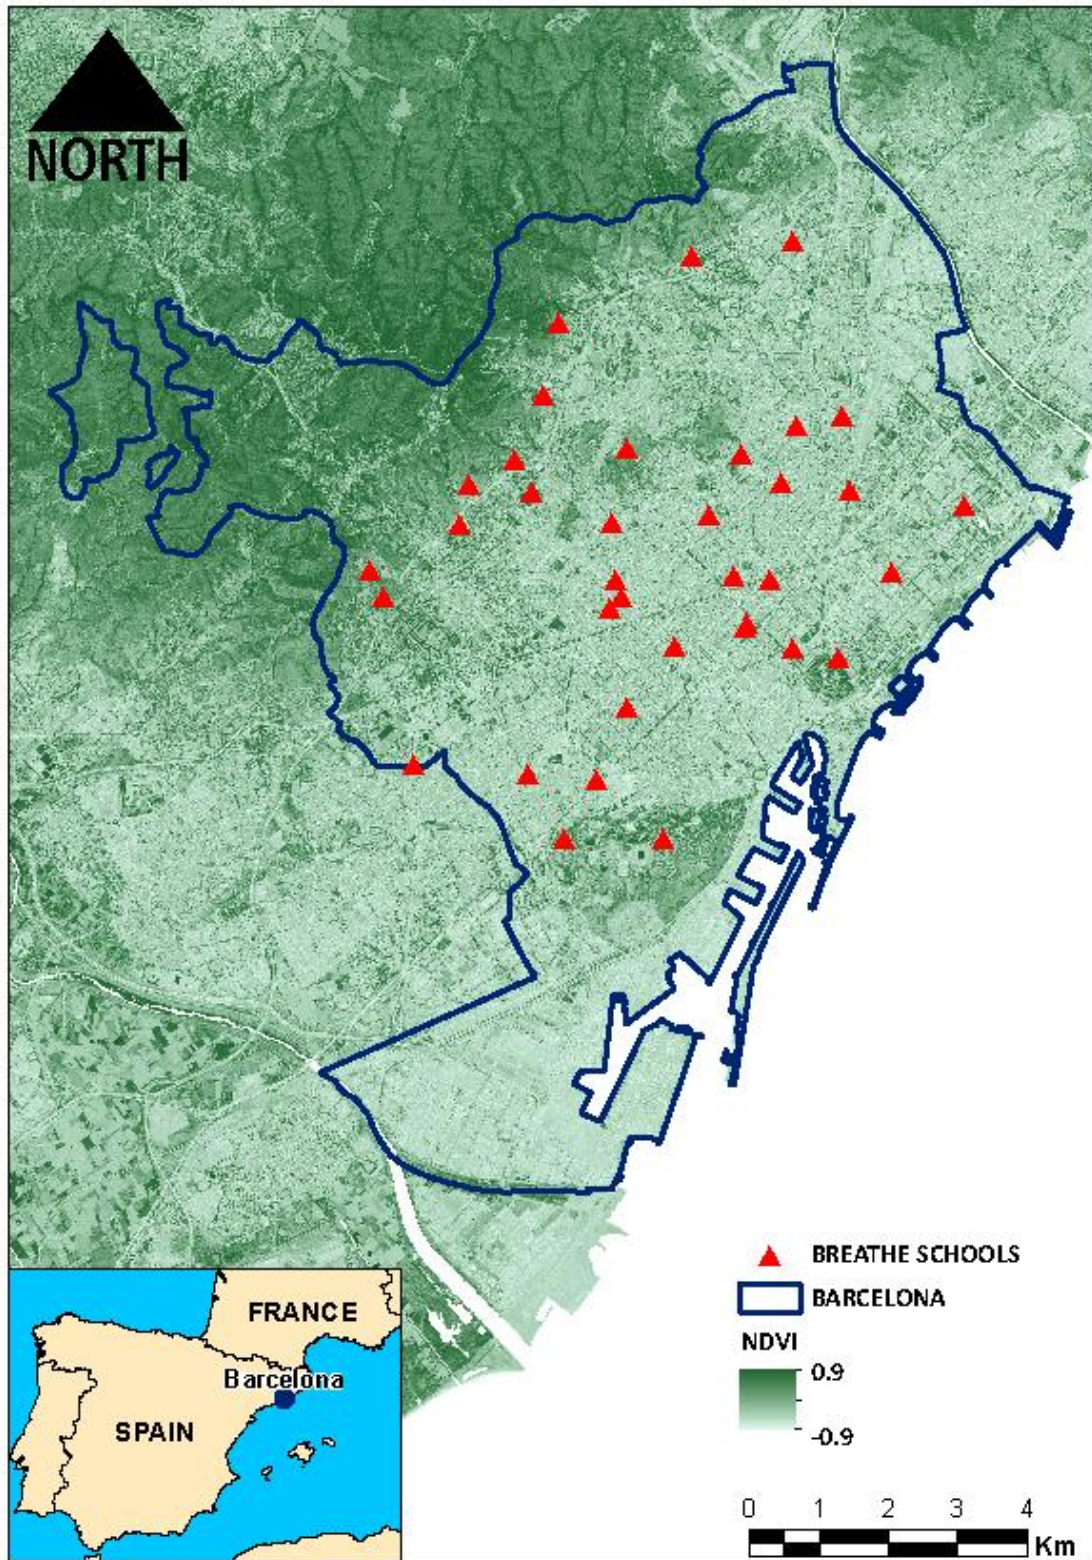 NORTH
BREATHE SCHOOLS
BARCELONA
NDVI
0.9
-0.9
FRANCE
Barcelona
SPAIN
0 1 2 3 4
Km